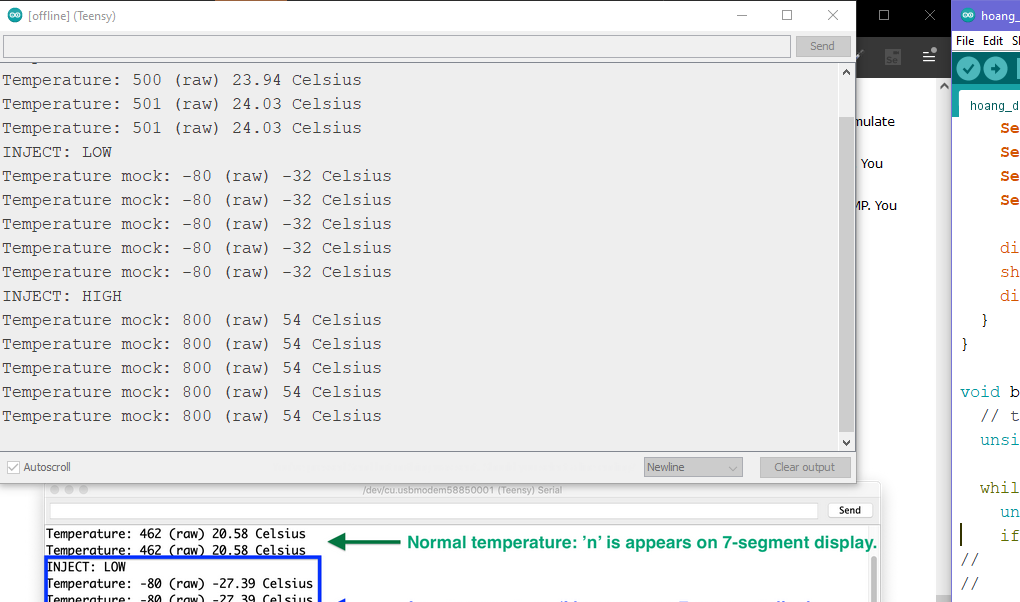 [offline] (Teensy)
Send
Temperature: 500 (raw) 23.94 Celsius
Temperature: 501 (raw) 24.03 Celsius
Temperature: 501 (raw) 24.03 Celsius
INJECT: LOW
Temperature mock: -80 (raw) -32 Celsius
Temperature mock: -80 (raw) -32 Celsius
Temperature mock: -80 (raw) -32 Celsius
Temperature mock: -80 (raw) -32 Celsius
Temperature mock: -80 (raw) -32 Celsius
INJECT: HIGH
Temperature mock: 800 (raw) 54 Celsius
Temperature mock: 800 (raw) 54 Celsius
Temperature mock: 800 (raw) 54 Celsius
Temperature mock: 800 (raw) 54 Celsius
Temperature mock: 800 (raw) 54 Celsius
Autoscroll
Newline
Clear output
mulate
You
MP. You
hoang_
File Edit S
hoang_d
Se
Se
Se
Se
di
sh
di
}
}
void b
// t
unsi
whil
un
if
//
//
/dev/cu.usbmodem58850001 (Teensy) Serial
Send
Temperature: 462 (raw) 20.58 Celsius
Temperature: 462 (raw) 20.58 Celsius
Normal temperature: ’n’ is appears on 7-segment display.
INJECT: LOW
Temperature: -80 (raw) -27.39 Celsius
Temperature: -80 (raw) -27.39 Celsius